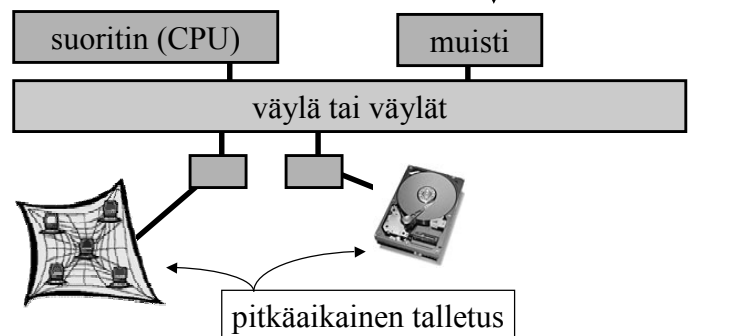 suoritin (CPU)
muisti
väylä tai väylät
pitkäaikainen talletus